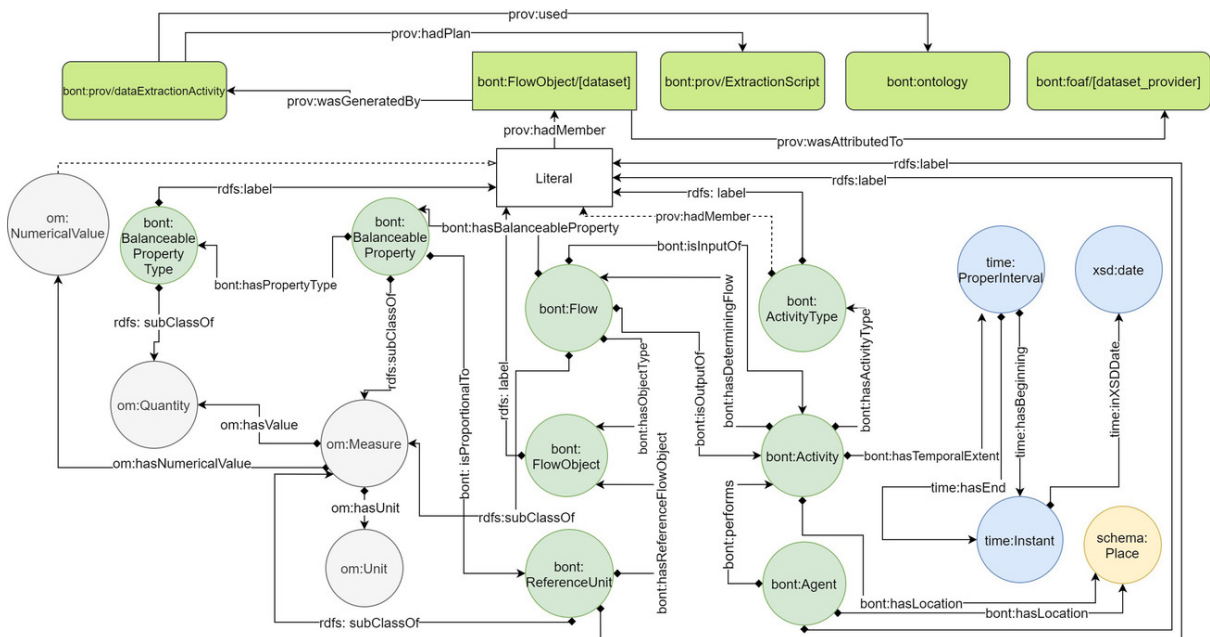 prov:used
prov:hadPlan
bont:prov/dataExtractionActivity
bont:FlowObject/[dataset]
bont:prov/ExtractionScript
bont:ontology
bont:foaf/[dataset_provider]
prov:wasGeneratedBy
prov:hadMember
prov:wasAttributedTo
Literal
rdfs:label
rdfs:label
rdfs:label
rdfs: label
prov:hadMember
om:
NumericalValue
bont:
Balanceable
Property
Type
bont:
Balanceable
Property
bont:hasBalanceableProperty
bont:isInputOf
bont:hasPropertyType
time:
ProperInterval
xsd:date
bont:Flow
bont:
ActivityType
rdfs: subClassOf
rdfs:subClassOf
bont:hasObjectType
bont:isOutputOf
bont:hasDeterminingFlow
bont:hasActivityType
time:hasBeginning
time:inXSDDate
rdfs: label
bont: isProportionalTo
om:Quantity
om:hasValue
om:Measure
om:hasNumericalValue
bont:
FlowObject
bont:Activity
bont:hasTemporalExtent
time:hasEnd
om:hasUnit
rdfs:subClassOf
bont:hasReferenceFlowObject
bont:performs
time:Instant
schema:
Place
om:Unit
bont:
ReferenceUnit
bont:Agent
bont:hasLocation
bont:hasLocation
rdfs: subClassOf